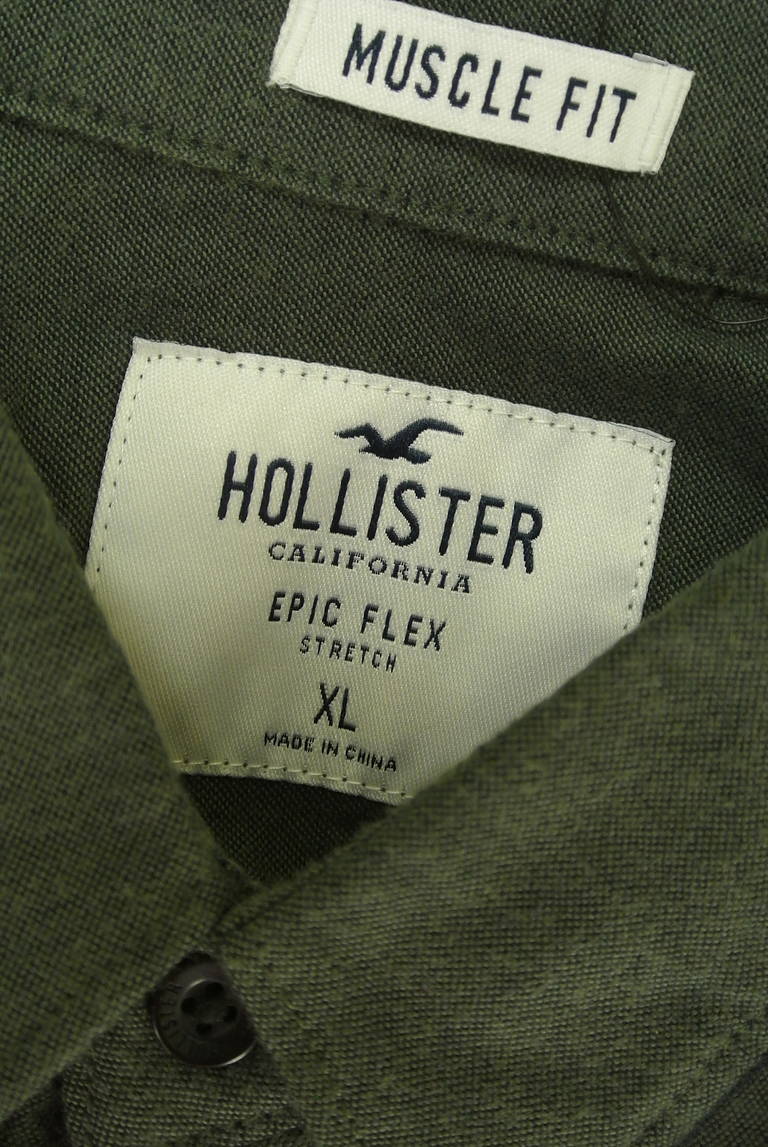 MUSCLE FIT
HOLLISTER
CALIFORNIA
EPIC FLEX
STRETCH
XL
MADE IN CHINA